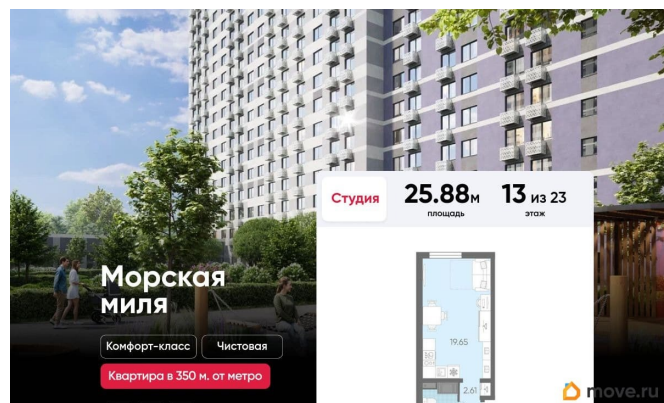 Студия
25.88м
площадь
13 из 23
этаж
Морская
миля
Комфорт-класс
Чистовая
Квартира в 350 м. от метро
19.65
2.61
move.ru